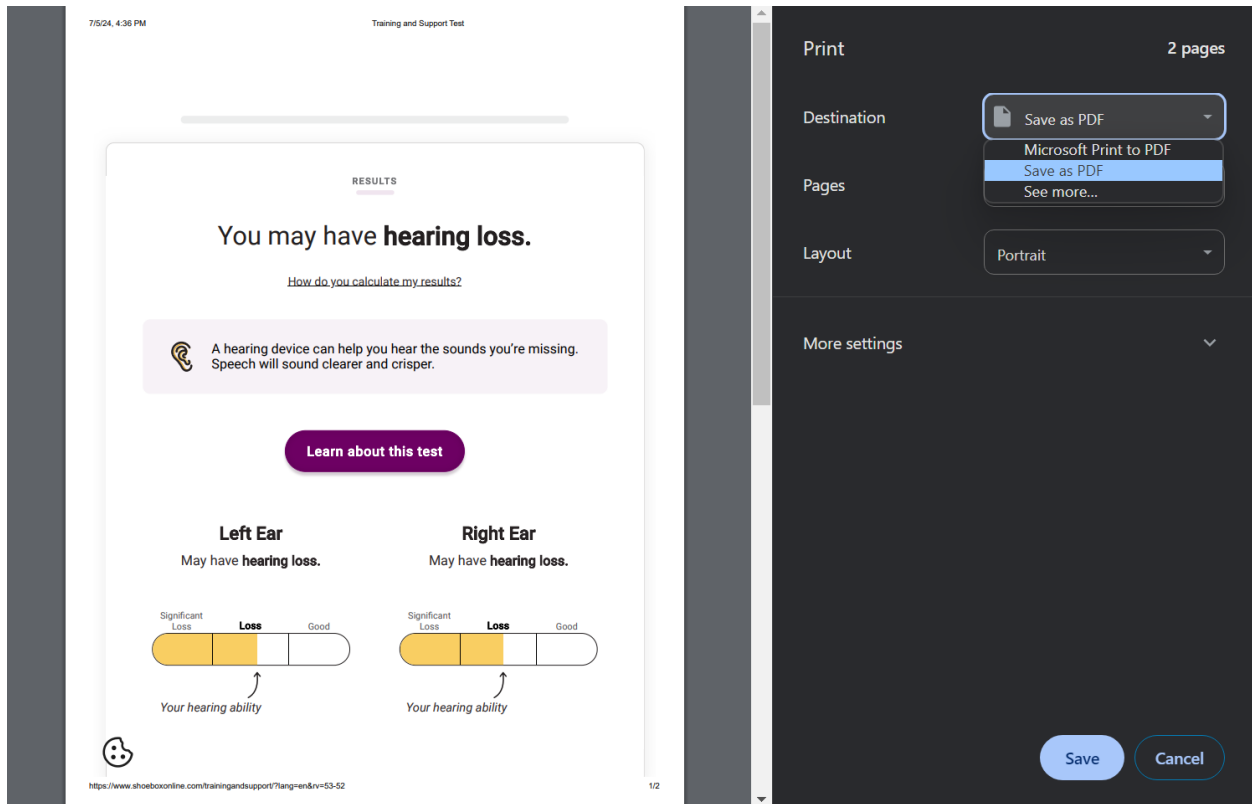 7/5/24, 4:36 PM
Training and Support Test
RESULTS
You may have hearing loss.
How do you calculate my results?
A hearing device can help you hear the sounds you're missing.
Speech will sound clearer and crisper.
Learn about this test
Left Ear
May have hearing loss.
Significant
Loss
Loss
Good
Your hearing ability
Right Ear
May have hearing loss.
Significant
Loss
Loss
Good
Your hearing ability
https://www.shoeboxonline.com/trainingandsupport/?lang=en&rv=53-52
1/2
Print
2 pages
Destination
Save as PDF
Microsoft Print to PDF
Save as PDF
See more...
Pages
Layout
Portrait
More settings
Save
Cancel